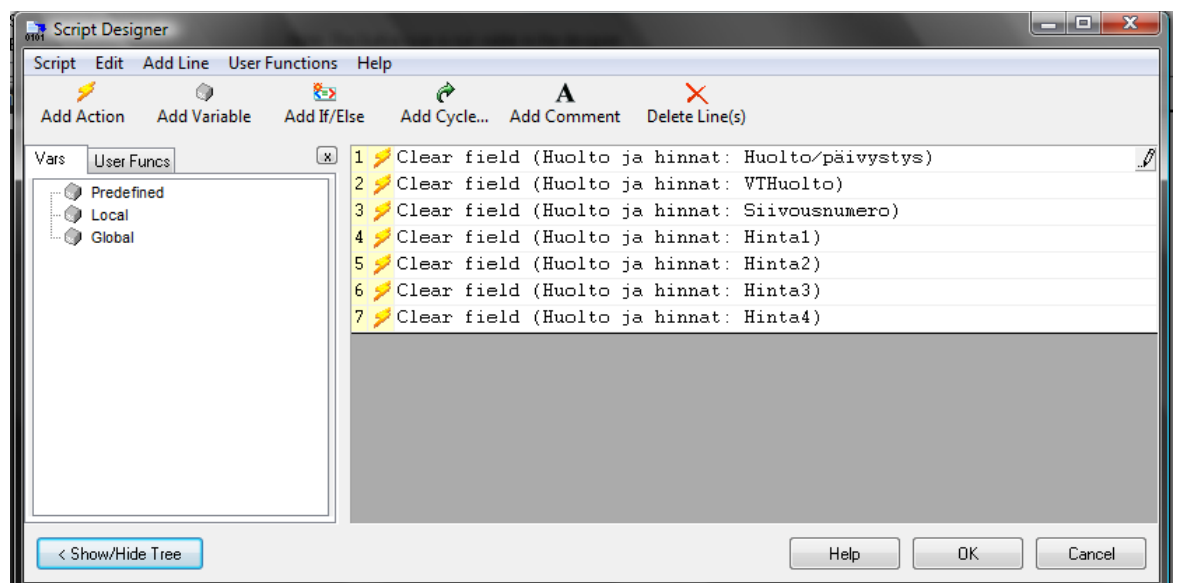 Script Designer
Script Edit Add Line User Functions Help
Add Action Add Variable Add If/Else Add Cycle... Add Comment Delete Line(s)
Vars User Funcs x
Predefined
Local
Global
1 Clear field (Huolto ja hinnat: Huolto/päivystys)
2 Clear field (Huolto ja hinnat: VTHuolto)
3 Clear field (Huolto ja hinnat: Siivousnumero)
4 Clear field (Huolto ja hinnat: Hinta1)
5 Clear field (Huolto ja hinnat: Hinta2)
6 Clear field (Huolto ja hinnat: Hinta3)
7 Clear field (Huolto ja hinnat: Hinta4)
< Show/Hide Tree Help OK Cancel